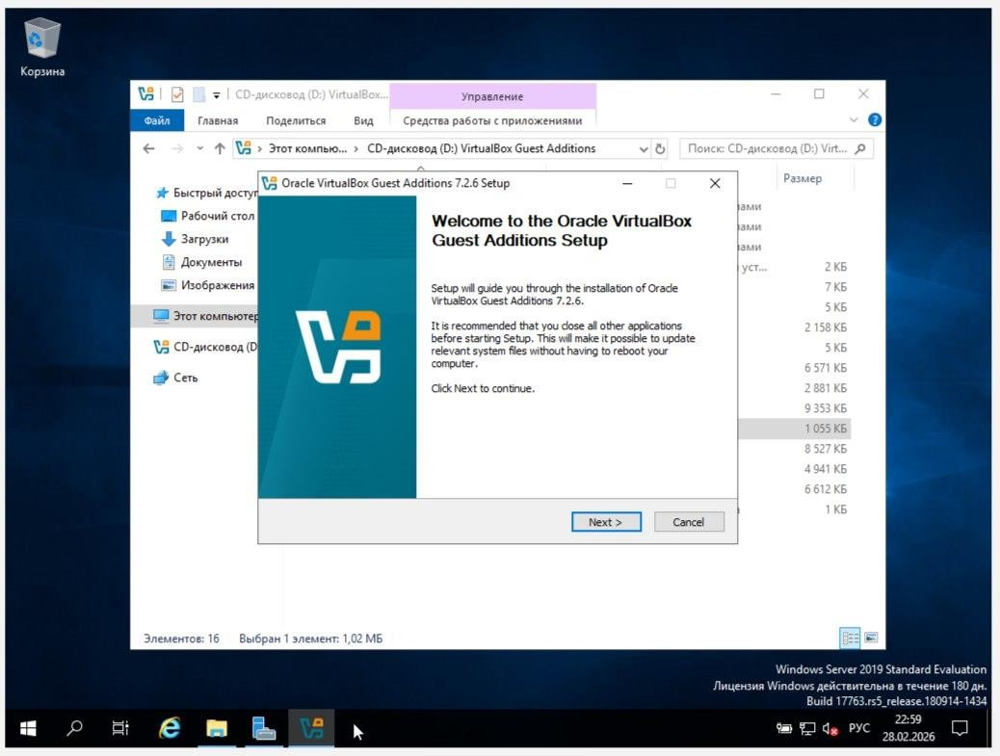 Корзина
CD-дисковод (D:) VirtualBox...
Управление
Файл
Главная
Поделиться
Вид
Средства работы с приложениями
Этот компью... › CD-дисковод (D:) VirtualBox Guest Additions
Поиск: CD-дисковод (D:) Virt...
Oracle VirtualBox Guest Additions 7.2.6 Setup
Размер
Быстрый доступ
Рабочий стол
Загрузки
Документы
Изображения
Этот компьютер
CD-дисковод (D
Сеть
Welcome to the Oracle VirtualBox
Guest Additions Setup
Setup will guide you through the installation of Oracle
VirtualBox Guest Additions 7.2.6.
It is recommended that you close all other applications
before starting Setup. This will make it possible to update
relevant system files without having to reboot your
computer.
Click Next to continue.
Next >
Cancel
2 КБ
7 КБ
5 КБ
2 158 КБ
5 КБ
6 571 КБ
2 881 КБ
9 353 КБ
1 055 КБ
8 527 КБ
4 941 КБ
6 612 КБ
1 КБ
Элементов: 16
Выбран 1 элемент: 1,02 МБ
Windows Server 2019 Standard Evaluation
Лицензия Windows действительна в течение 180 дн.
Build 17763.rs5_release.180914-1434
РУС
22:59
28.02.2026